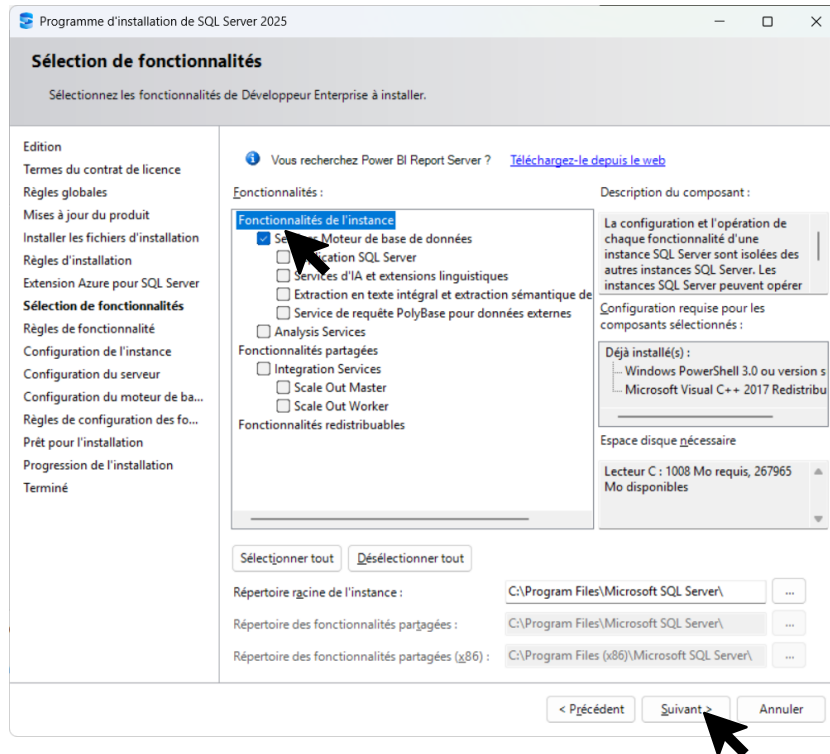 Programme d'installation de SQL Server 2025
Sélection de fonctionnalités
Sélectionnez les fonctionnalités de Développeur Enterprise à installer.
Edition
Termes du contrat de licence
Règles globales
Mises à jour du produit
Installer les fichiers d'installation
Règles d'installation
Extension Azure pour SQL Server
Sélection de fonctionnalités
Règles de fonctionnalité
Configuration de l'instance
Configuration du serveur
Configuration du moteur de ba...
Règles de configuration des fo...
Prêt pour l'installation
Progression de l'installation
Terminé
Vous recherchez Power BI Report Server ? Téléchargez-le depuis le web
Fonctionnalités :
Fonctionnalités de l'instance
Moteur de base de données
SQL Server
Services d'IA et extensions linguistiques
Extraction en texte intégral et extraction sémantique de
Service de requête PolyBase pour données externes
Analysis Services
Fonctionnalités partagées
Integration Services
Scale Out Master
Scale Out Worker
Fonctionnalités redistribuables
Description du composant :
La configuration et l'opération de
chaque fonctionnalité d'une
instance SQL Server sont isolées des
autres instances SQL Server. Les
instances SQL Server peuvent opérer
Configuration requise pour les
composants sélectionnés :
Déjà installé(s) :
Windows PowerShell 3.0 ou version s
Microsoft Visual C++ 2017 Redistribu
Espace disque nécessaire
Lecteur C : 1008 Mo requis, 267965
Mo disponibles
Sélectionner tout
Désélectionner tout
Répertoire racine de l'instance : C:\Program Files\Microsoft SQL Server\ ...
Répertoire des fonctionnalités partagées : C:\Program Files\Microsoft SQL Server\ ...
Répertoire des fonctionnalités partagées (x86) : C:\Program Files (x86)\Microsoft SQL Server\ ...
< Précédent
Suivant >
Annuler